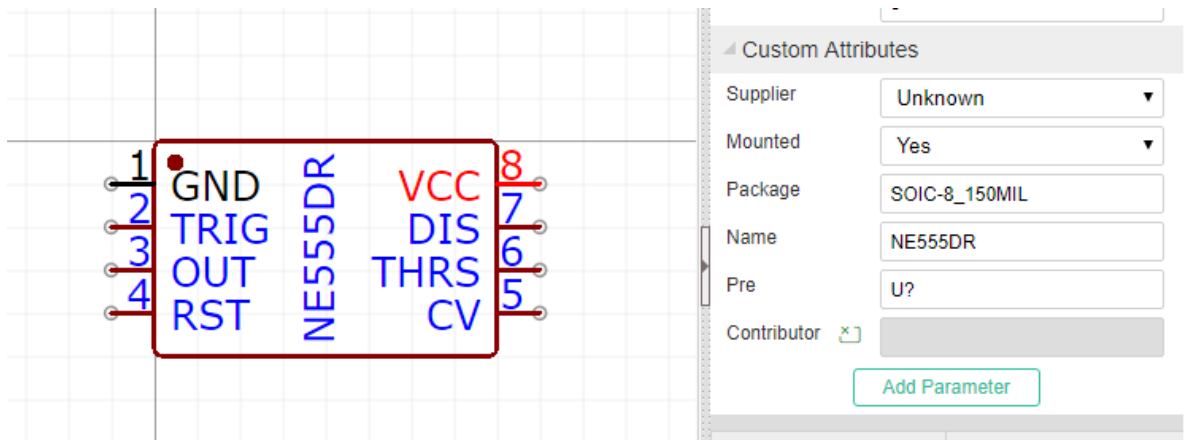 1
GND
2
TRIG
3
OUT
4
RST
NE555DR
VCC
8
DIS
7
THRS
6
CV
5
Custom Attributes
Supplier Unknown
Mounted Yes
Package SOIC-8_150MIL
Name NE555DR
Pre U?
Contributor
Add Parameter